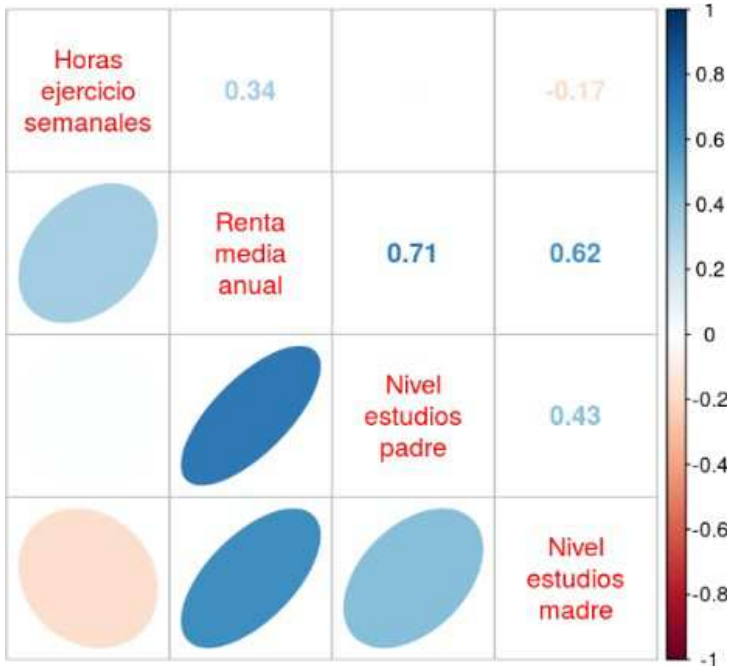 Horas
ejercicio
semanales
0.34
-0.17
Renta
media
anual
0.71
0.62
Nivel
estudios
padre
0.43
Nivel
estudios
madre
1
0.8
0.6
0.4
0.2
0
-0.2
-0.4
-0.6
-0.8
-1